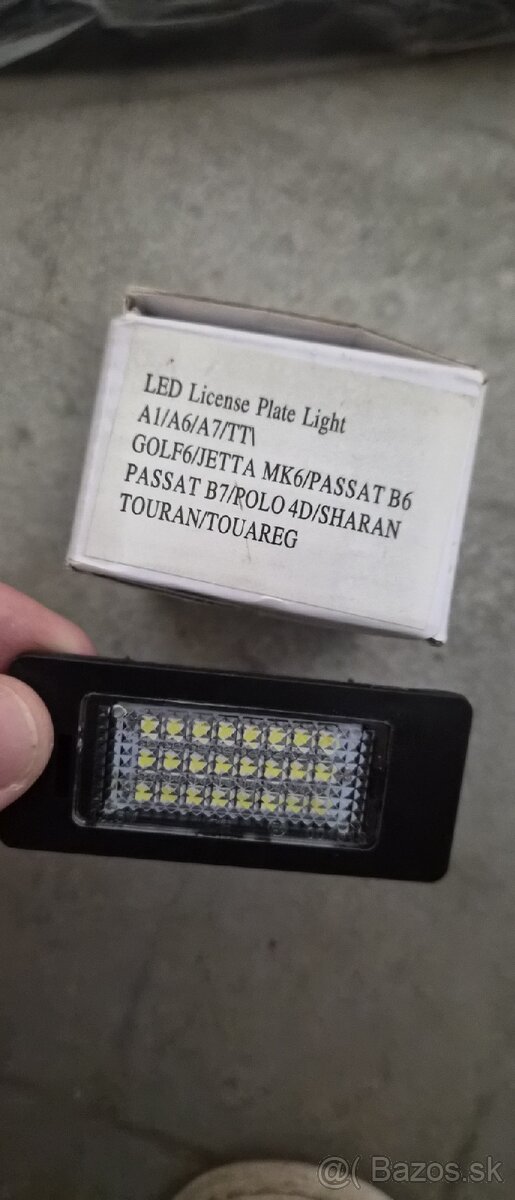 LED License Plate Light
A1/A6/A7/TT\
GOLF6/JETTA MK6/PASSAT B6
PASSAT B7/POLO 4D/SHARAN
TOURAN/TOUAREG
@( Bazos.sk